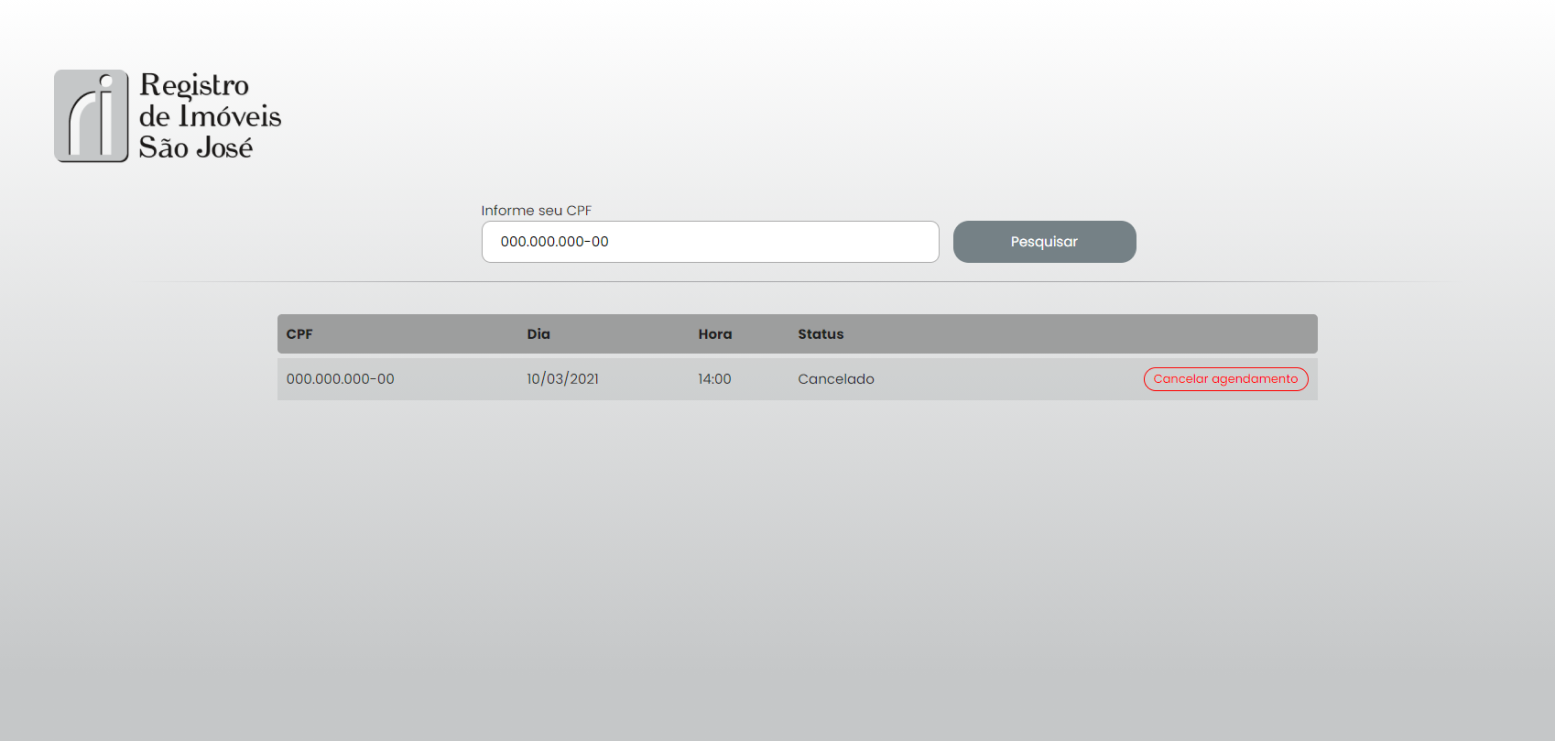 Registro
de Imóveis
São José
Informe seu CPF
000.000.000-00
Pesquisar
CPF Dia Hora Status
000.000.000-00 10/03/2021 14:00 Cancelado Cancelar agendamento